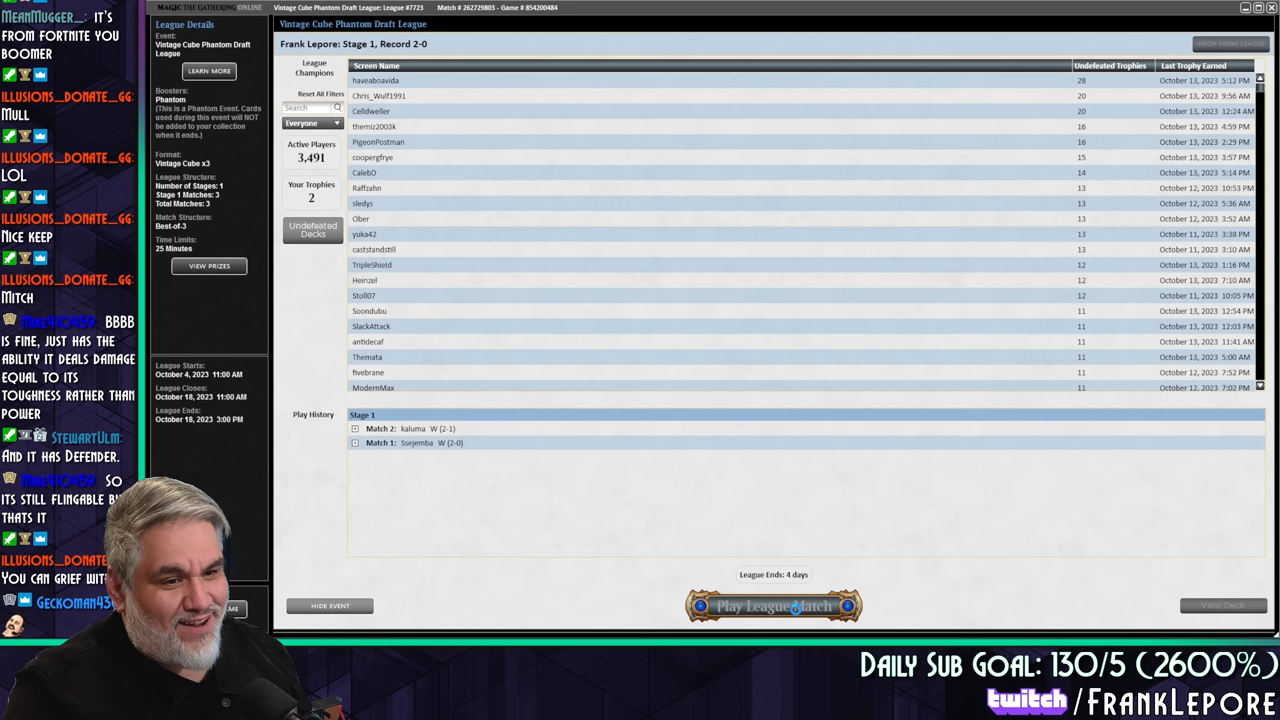 MeanMugger_: it's
from fortnite you
boomer
illusions_donate_gg:
Mull
illusions_donate_gg:
LOL
illusions_donate_gg:
Nice keep
illusions_donate_gg:
Mitch
Mike410459: BBBB
is fine, just has the
ability it deals damage
equal to its
toughness rather than
power
StewartUlm:
And it has Defender.
Mike410459: So
its still flingable bu
thats it
illusions_donate
You can grief wit
Geckoman43
MAGIC THE GATHERING ONLINE
Vintage Cube Phantom Draft League: League #7723
Match # 262729803 - Game # 854200484
League Details
Event:
Vintage Cube Phantom Draft
League
LEARN MORE
Boosters:
Phantom
(This is a Phantom Event. Cards
used during this event will NOT
be added to your collection
when it ends.)
Format:
Vintage Cube x3
League Structure:
Number of Stages: 1
Stage 1 Matches: 3
Total Matches: 3
Match Structure:
Best-of-3
Time Limits:
25 Minutes
VIEW PRIZES
League Starts:
October 4, 2023 11:00 AM
League Closes:
October 18, 2023 11:00 AM
League Ends:
October 18, 2023 3:00 PM
Vintage Cube Phantom Draft League
Frank Lepore: Stage 1, Record 2-0
DROP FROM LEAGUE
League
Champions
Reset All Filters
Search
Everyone
Active Players
3,491
Your Trophies
2
Undefeated
Decks
Screen Name Undefeated Trophies Last Trophy Earned
haveaboavida 28 October 13, 2023 5:12 PM
Chris_Wulf1991 20 October 13, 2023 9:56 AM
Celldweller 20 October 13, 2023 12:24 AM
themiz2003k 16 October 13, 2023 4:59 PM
PigeonPostman 16 October 13, 2023 2:29 PM
coopergfrye 15 October 13, 2023 3:57 PM
CalebD 14 October 13, 2023 5:14 PM
Raffzahn 13 October 12, 2023 10:53 PM
sledys 13 October 12, 2023 5:36 AM
Ober 13 October 12, 2023 3:52 AM
yuka42 13 October 11, 2023 3:38 PM
caststandstill 13 October 11, 2023 3:10 AM
TripleShield 12 October 13, 2023 1:16 PM
Heinzel 12 October 13, 2023 7:10 AM
Stoll07 12 October 11, 2023 10:05 PM
Soondubu 11 October 13, 2023 12:54 PM
SlackAttack 11 October 13, 2023 12:03 PM
antidecaf 11 October 13, 2023 11:41 AM
Themata 11 October 13, 2023 5:00 AM
fivebrane 11 October 12, 2023 7:52 PM
ModernMax 11 October 12, 2023 7:02 PM
Play History
Stage 1
Match 2: kaluma W (2-1)
Match 1: Ssejemba W (2-0)
League Ends: 4 days
HIDE EVENT
Play League Match
View Deck
Daily Sub Goal: 130/5 (2600%)
twitch/FrankLepore